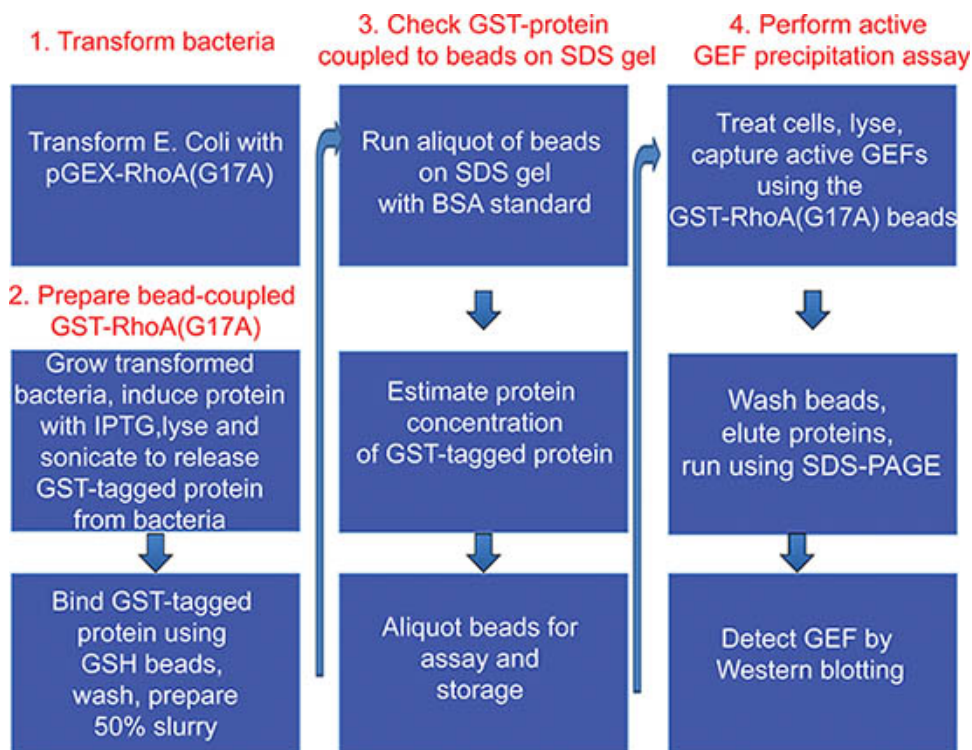 1. Transform bacteria
Transform E. Coli with
pGEX-RhoA(G17A)
2. Prepare bead-coupled
GST-RhoA(G17A)
Grow transformed
bacteria, induce protein
with IPTG,lyse and
sonicate to release
GST-tagged protein
from bacteria
Bind GST-tagged
protein using
GSH beads,
wash, prepare
50% slurry
3. Check GST-protein
coupled to beads on SDS gel
Run aliquot of beads
on SDS gel
with BSA standard
Estimate protein
concentration
of GST-tagged protein
Aliquot beads for
assay and
storage
4. Perform active
GEF precipitation assay
Treat cells, lyse,
capture active GEFs
using the
GST-RhoA(G17A) beads
Wash beads,
elute proteins,
run using SDS-PAGE
Detect GEF by
Western blotting